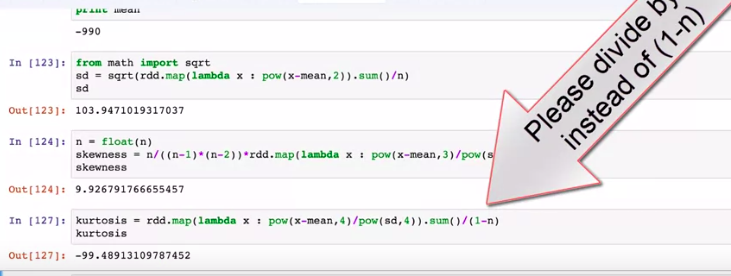 print mean
-990
In [123]: from math import sqrt
sd = sqrt(rdd.map(lambda x : pow(x-mean,2)).sum()/n)
sd
Out[123]: 103.9471019317037
In [124]: n = float(n)
skewness = n/((n-1)*(n-2))*rdd.map(lambda x : pow(x-mean,3)/pow(s
skewness
Out[124]: 9.926791766655457
In [127]: kurtosis = rdd.map(lambda x : pow(x-mean,4)/pow(sd,4)).sum()/(1-n)
kurtosis
Out[127]: -99.48913109787452
Please divide by
instead of (1-n)